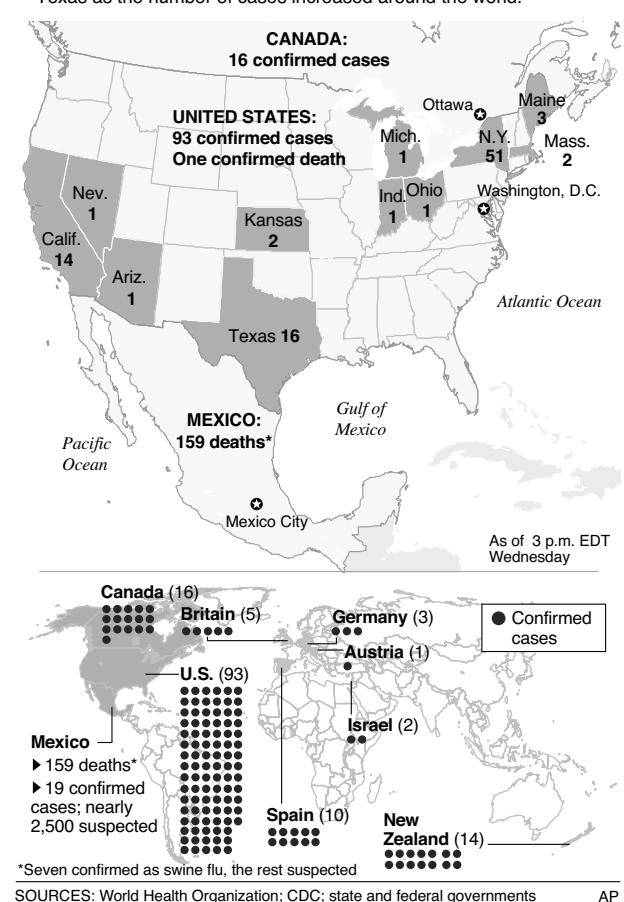 Texas as the number of cases increased around the world.
CANADA:
16 confirmed cases
UNITED STATES:
93 confirmed cases
One confirmed death
Ottawa
Maine
3
Mich.
1
N.Y.
51
Mass.
2
Nev.
1
Ind.
1
Ohio
1
Washington, D.C.
Kansas
2
Calif.
14
Ariz.
1
Atlantic Ocean
Texas 16
MEXICO:
159 deaths*
Gulf of
Mexico
Pacific
Ocean
Mexico City
As of 3 p.m. EDT
Wednesday
Canada (16)
Britain (5)
Germany (3)
Confirmed
cases
Austria (1)
U.S. (93)
Israel (2)
Mexico
159 deaths*
19 confirmed
cases; nearly
2,500 suspected
Spain (10)
New
Zealand (14)
*Seven confirmed as swine flu, the rest suspected
SOURCES: World Health Organization; CDC; state and federal governments
AP